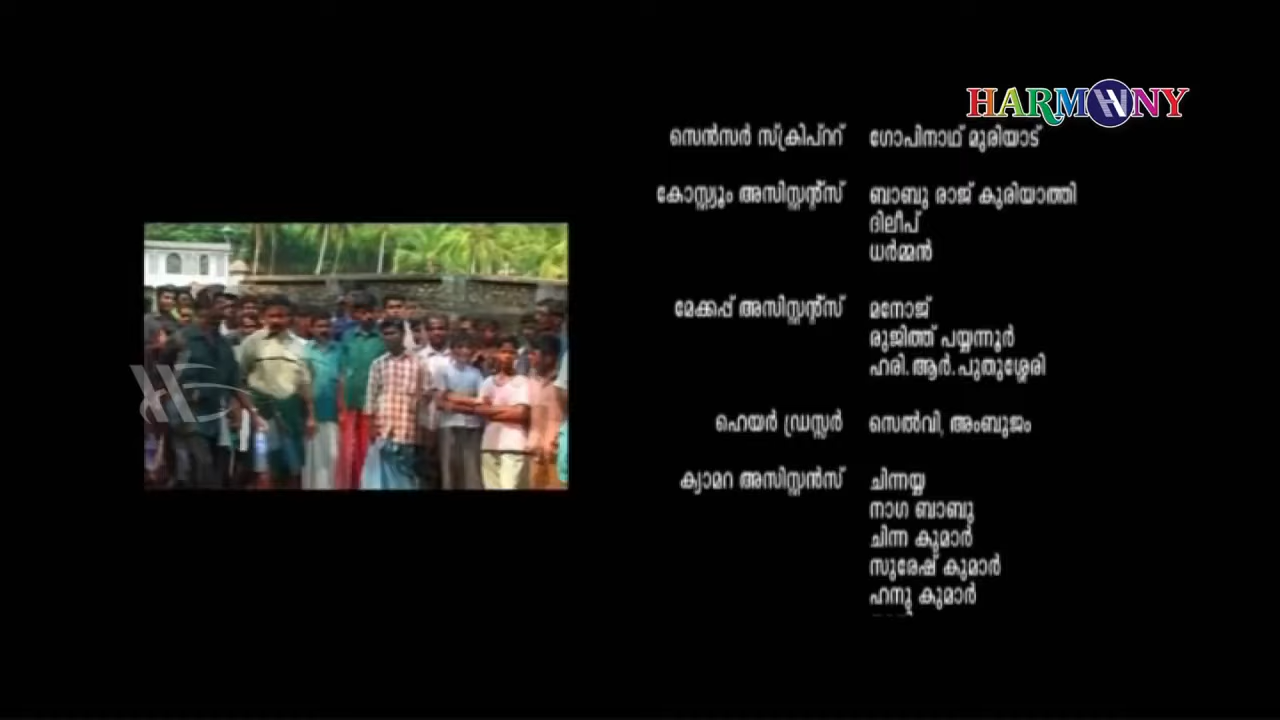 HARMONY
സെൻസർ സ്ക്രിപ്ററ് ഗോപിനാഥ് മുരിയാട്
കോസ്റ്റ്യൂം അസിസ്റ്റന്റ്സ് ബാബു രാജ് കുരിയാത്തി
ദിലീപ്
ധർമ്മൻ
മേക്കപ്പ് അസിസ്റ്റന്റ്സ് മനോജ്
രുജിത്ത് പയ്യന്നൂർ
ഹരി.ആർ.പുതുശ്ശേരി
ഹെയർ ഡ്രസ്സർ സെൽവി, അംബുജം
ക്യാമറ അസിസ്റ്റൻസ് ചിന്നയ്യ
നാഗ ബാബു
ചിന്ന കുമാർ
സുരേഷ് കുമാർ
ഹനു കുമാർ